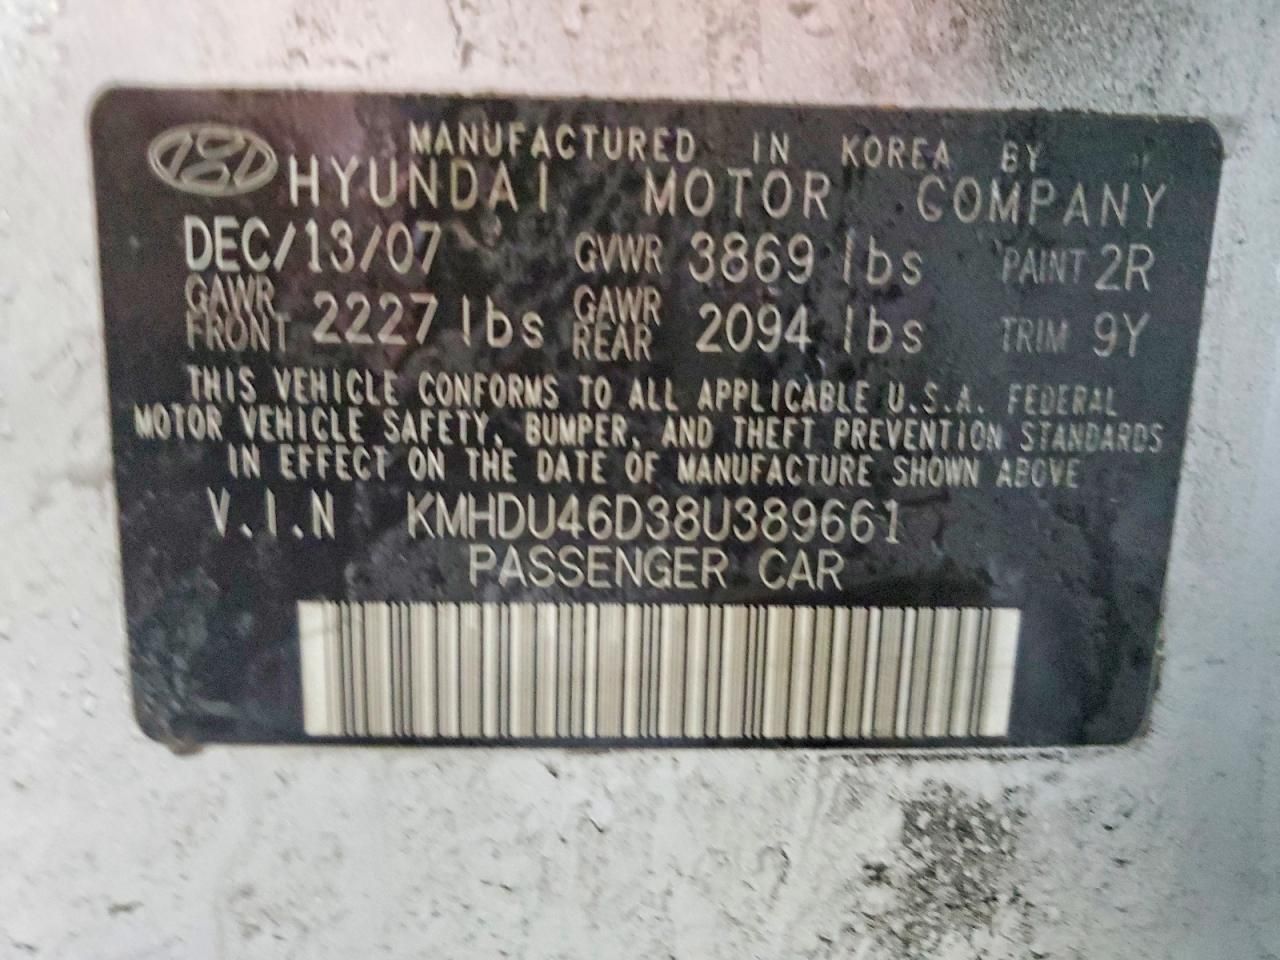 MANUFACTURED IN KOREA BY
HYUNDAI MOTOR COMPANY
DEC/13/07 GVWR 3869 lbs PAINT 2R
GAWR FRONT 2227 lbs GAWR REAR 2094 lbs TRIM 9Y
THIS VEHICLE CONFORMS TO ALL APPLICABLE U.S.A. FEDERAL
MOTOR VEHICLE SAFETY, BUMPER, AND THEFT PREVENTION STANDARDS
IN EFFECT ON THE DATE OF MANUFACTURE SHOWN ABOVE
V.I.N KMHDU46D38U389661
PASSENGER CAR